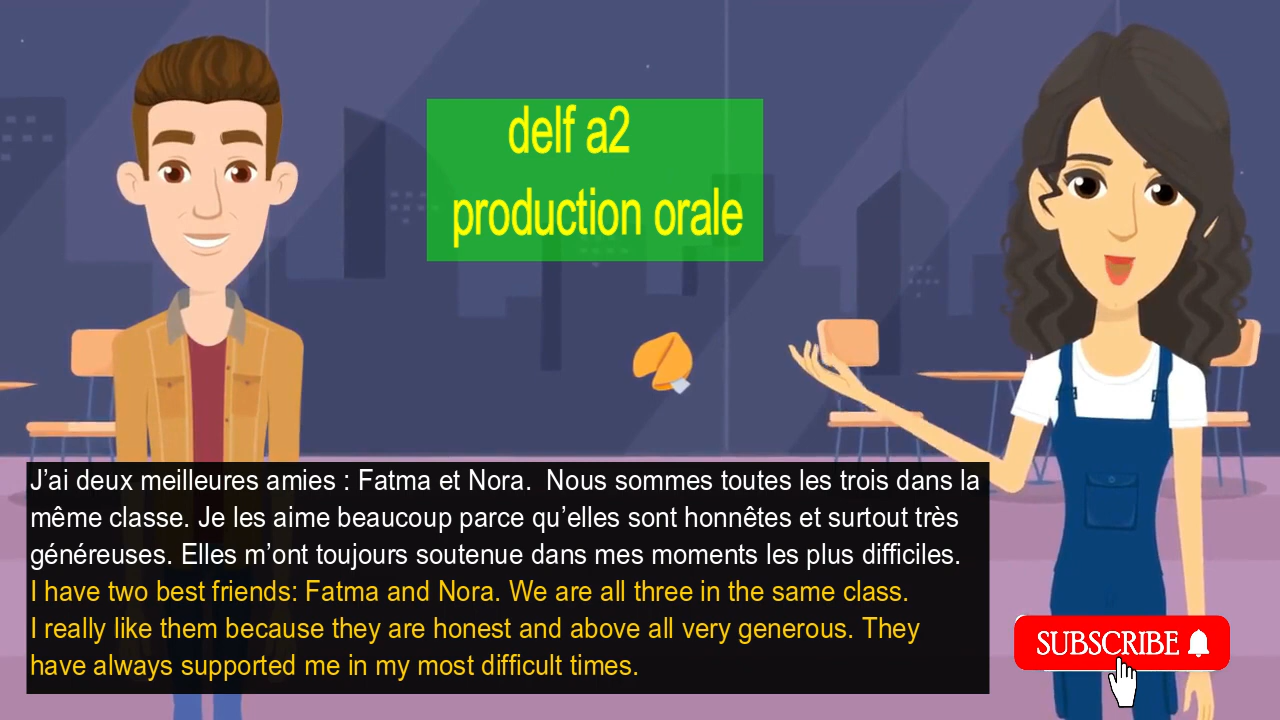 delf a2
production orale
J’ai deux meilleures amies : Fatma et Nora.  Nous sommes toutes les trois dans la
même classe. Je les aime beaucoup parce qu’elles sont honnêtes et surtout très
généreuses. Elles m’ont toujours soutenue dans mes moments les plus difficiles.
I have two best friends: Fatma and Nora. We are all three in the same class.
I really like them because they are honest and above all very generous. They
have always supported me in my most difficult times.
SUBSCRIBE